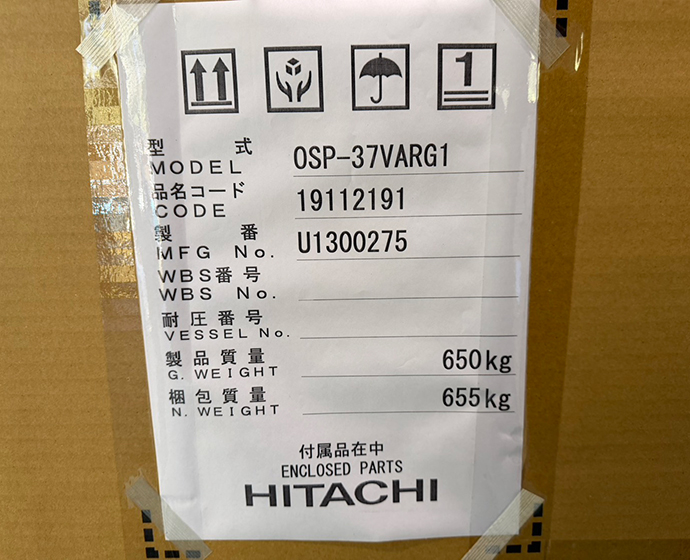 1
型式 OSP-37VARG1
MODEL
品名コード 19112191
CODE
製番 U1300275
MFG No.
WBS番号
WBS No.
耐圧番号
VESSEL No.
製品質量 650kg
G. WEIGHT
梱包質量 655kg
N. WEIGHT
付属品在中
ENCLOSED PARTS
HITACHI